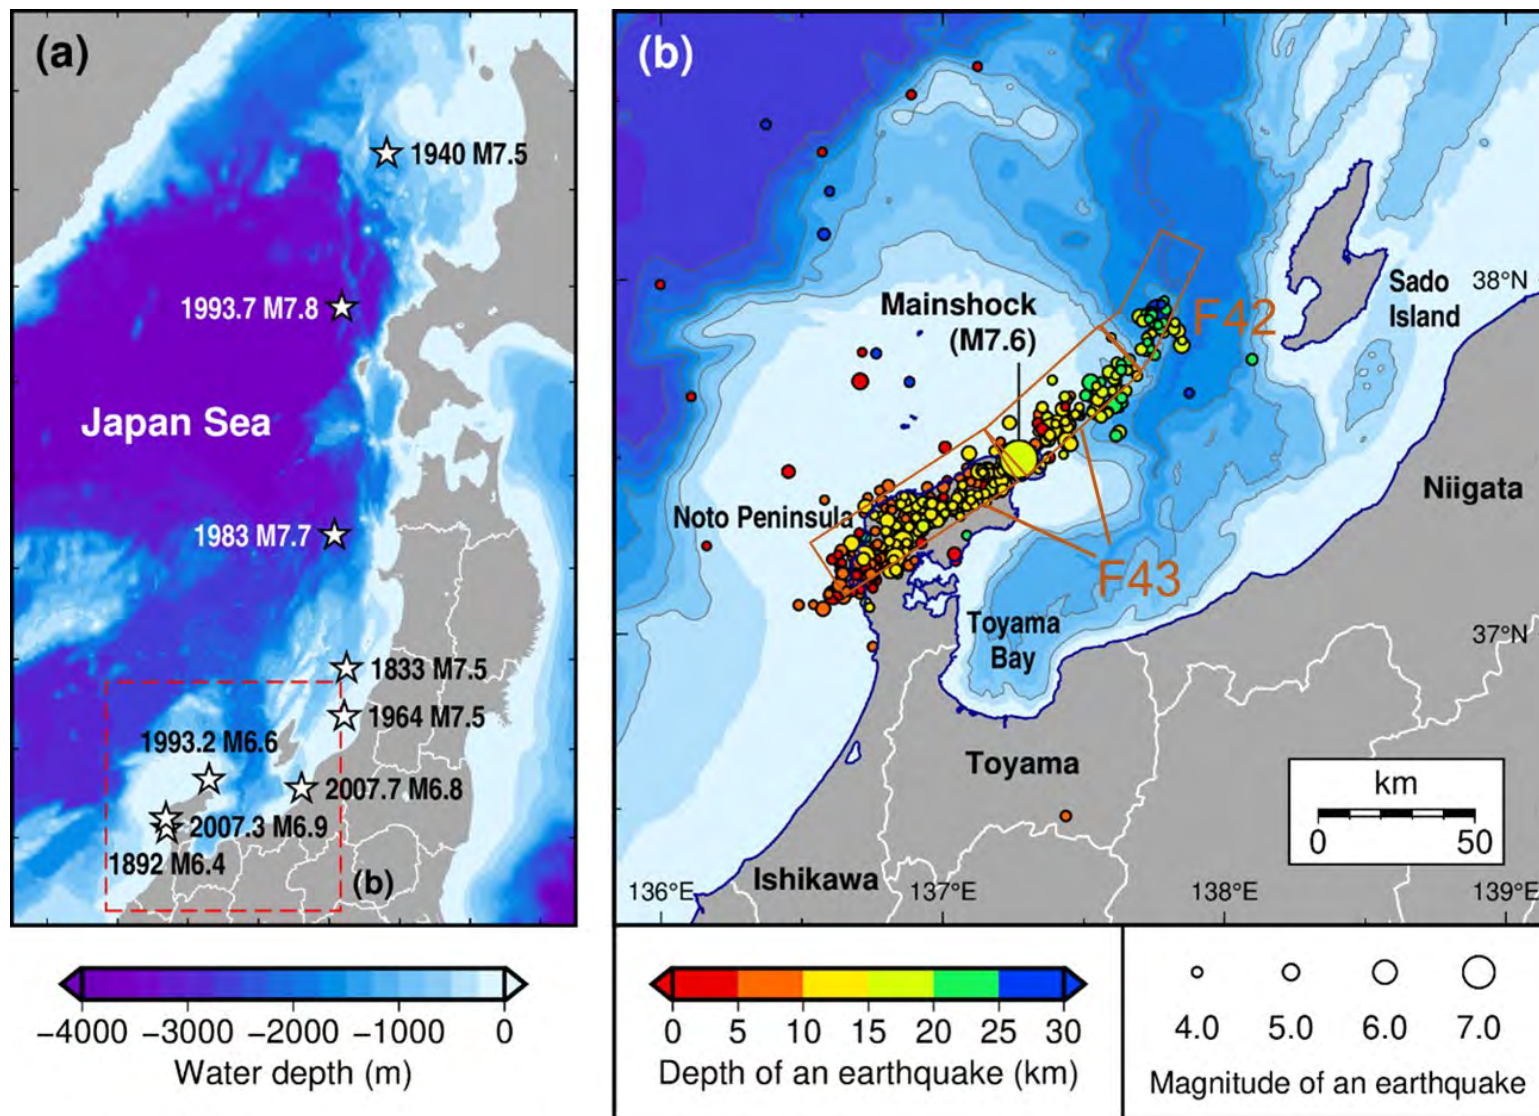 (a)
1940 M7.5
1993.7 M7.8
Japan Sea
1983 M7.7
1833 M7.5
1964 M7.5
1993.2 M6.6
2007.7 M6.8
2007.3 M6.9
1892 M6.4
(b)
−4000 −3000 −2000 −1000 0
Water depth (m)
(b)
38°N
Sado
Island
Mainshock
(M7.6)
F42
Niigata
Noto Peninsula
F43
37°N
Toyama
Bay
Toyama
km
0 50
Ishikawa
136°E 137°E 138°E 139°E
0 5 10 15 20 25 30
Depth of an earthquake (km)
4.0 5.0 6.0 7.0
Magnitude of an earthquake